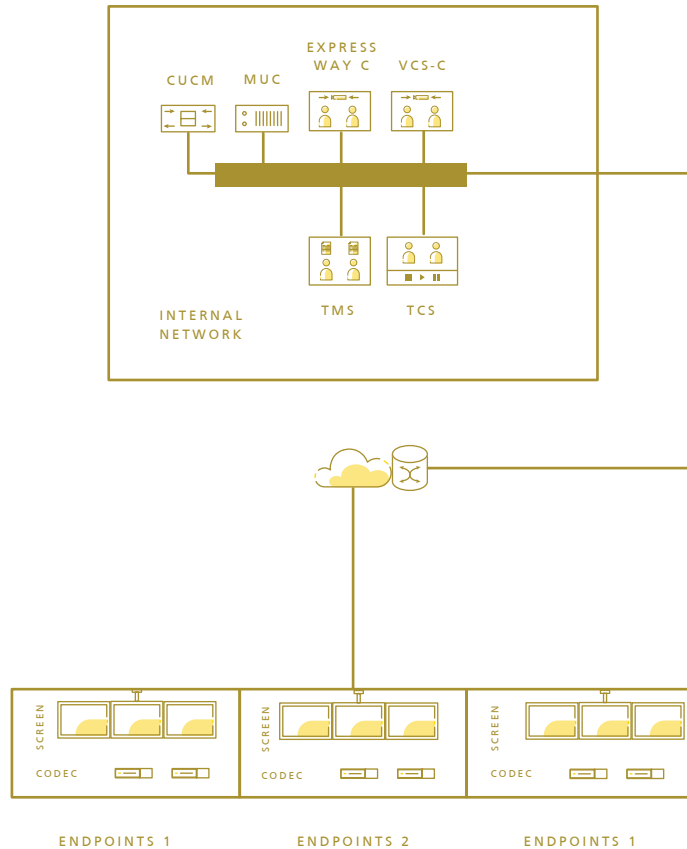 EXPRESS
WAY C
VCS-C
CUCM
MUC
TMS
TCS
INTERNAL
NETWORK
SCREEN
CODEC
SCREEN
CODEC
SCREEN
CODEC
ENDPOINTS 1
ENDPOINTS 2
ENDPOINTS 1